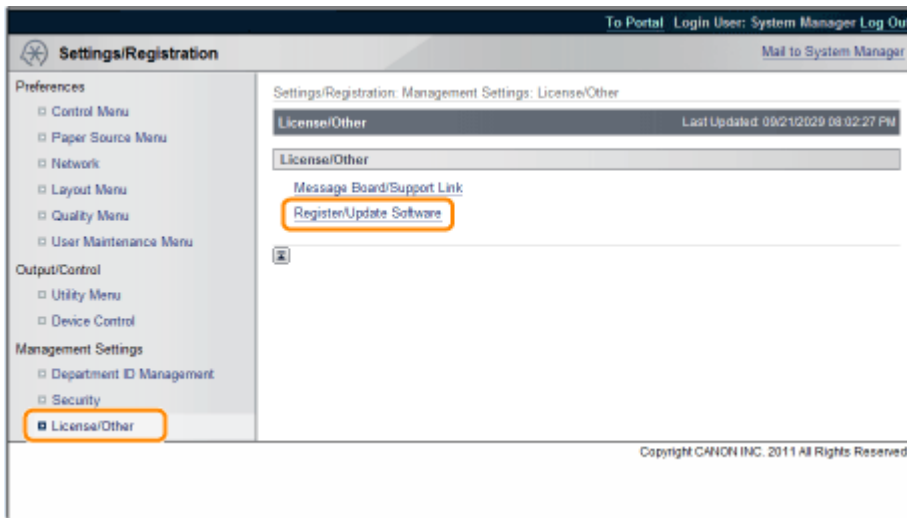 To Portal Login User: System Manager Log Ou
Settings/Registration
Mail to System Manager
Preferences
Control Menu
Paper Source Menu
Network
Layout Menu
Quality Menu
User Maintenance Menu
Output/Control
Utility Menu
Device Control
Management Settings
Department ID Management
Security
License/Other
Settings/Registration: Management Settings: License/Other
License/Other Last Updated: 09/21/2029 08:02:27 PM
License/Other
Message Board/Support Link
Register/Update Software
Copyright CANON INC. 2011 All Rights Reserved